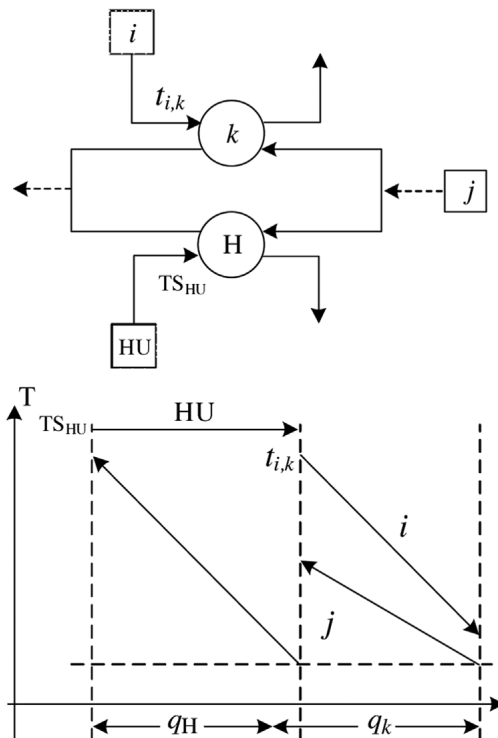 i
t_{i,k}
k
j
H
TS_{HU}
HU
T
TS_{HU} HU
t_{i,k}
i
j
q_H q_k